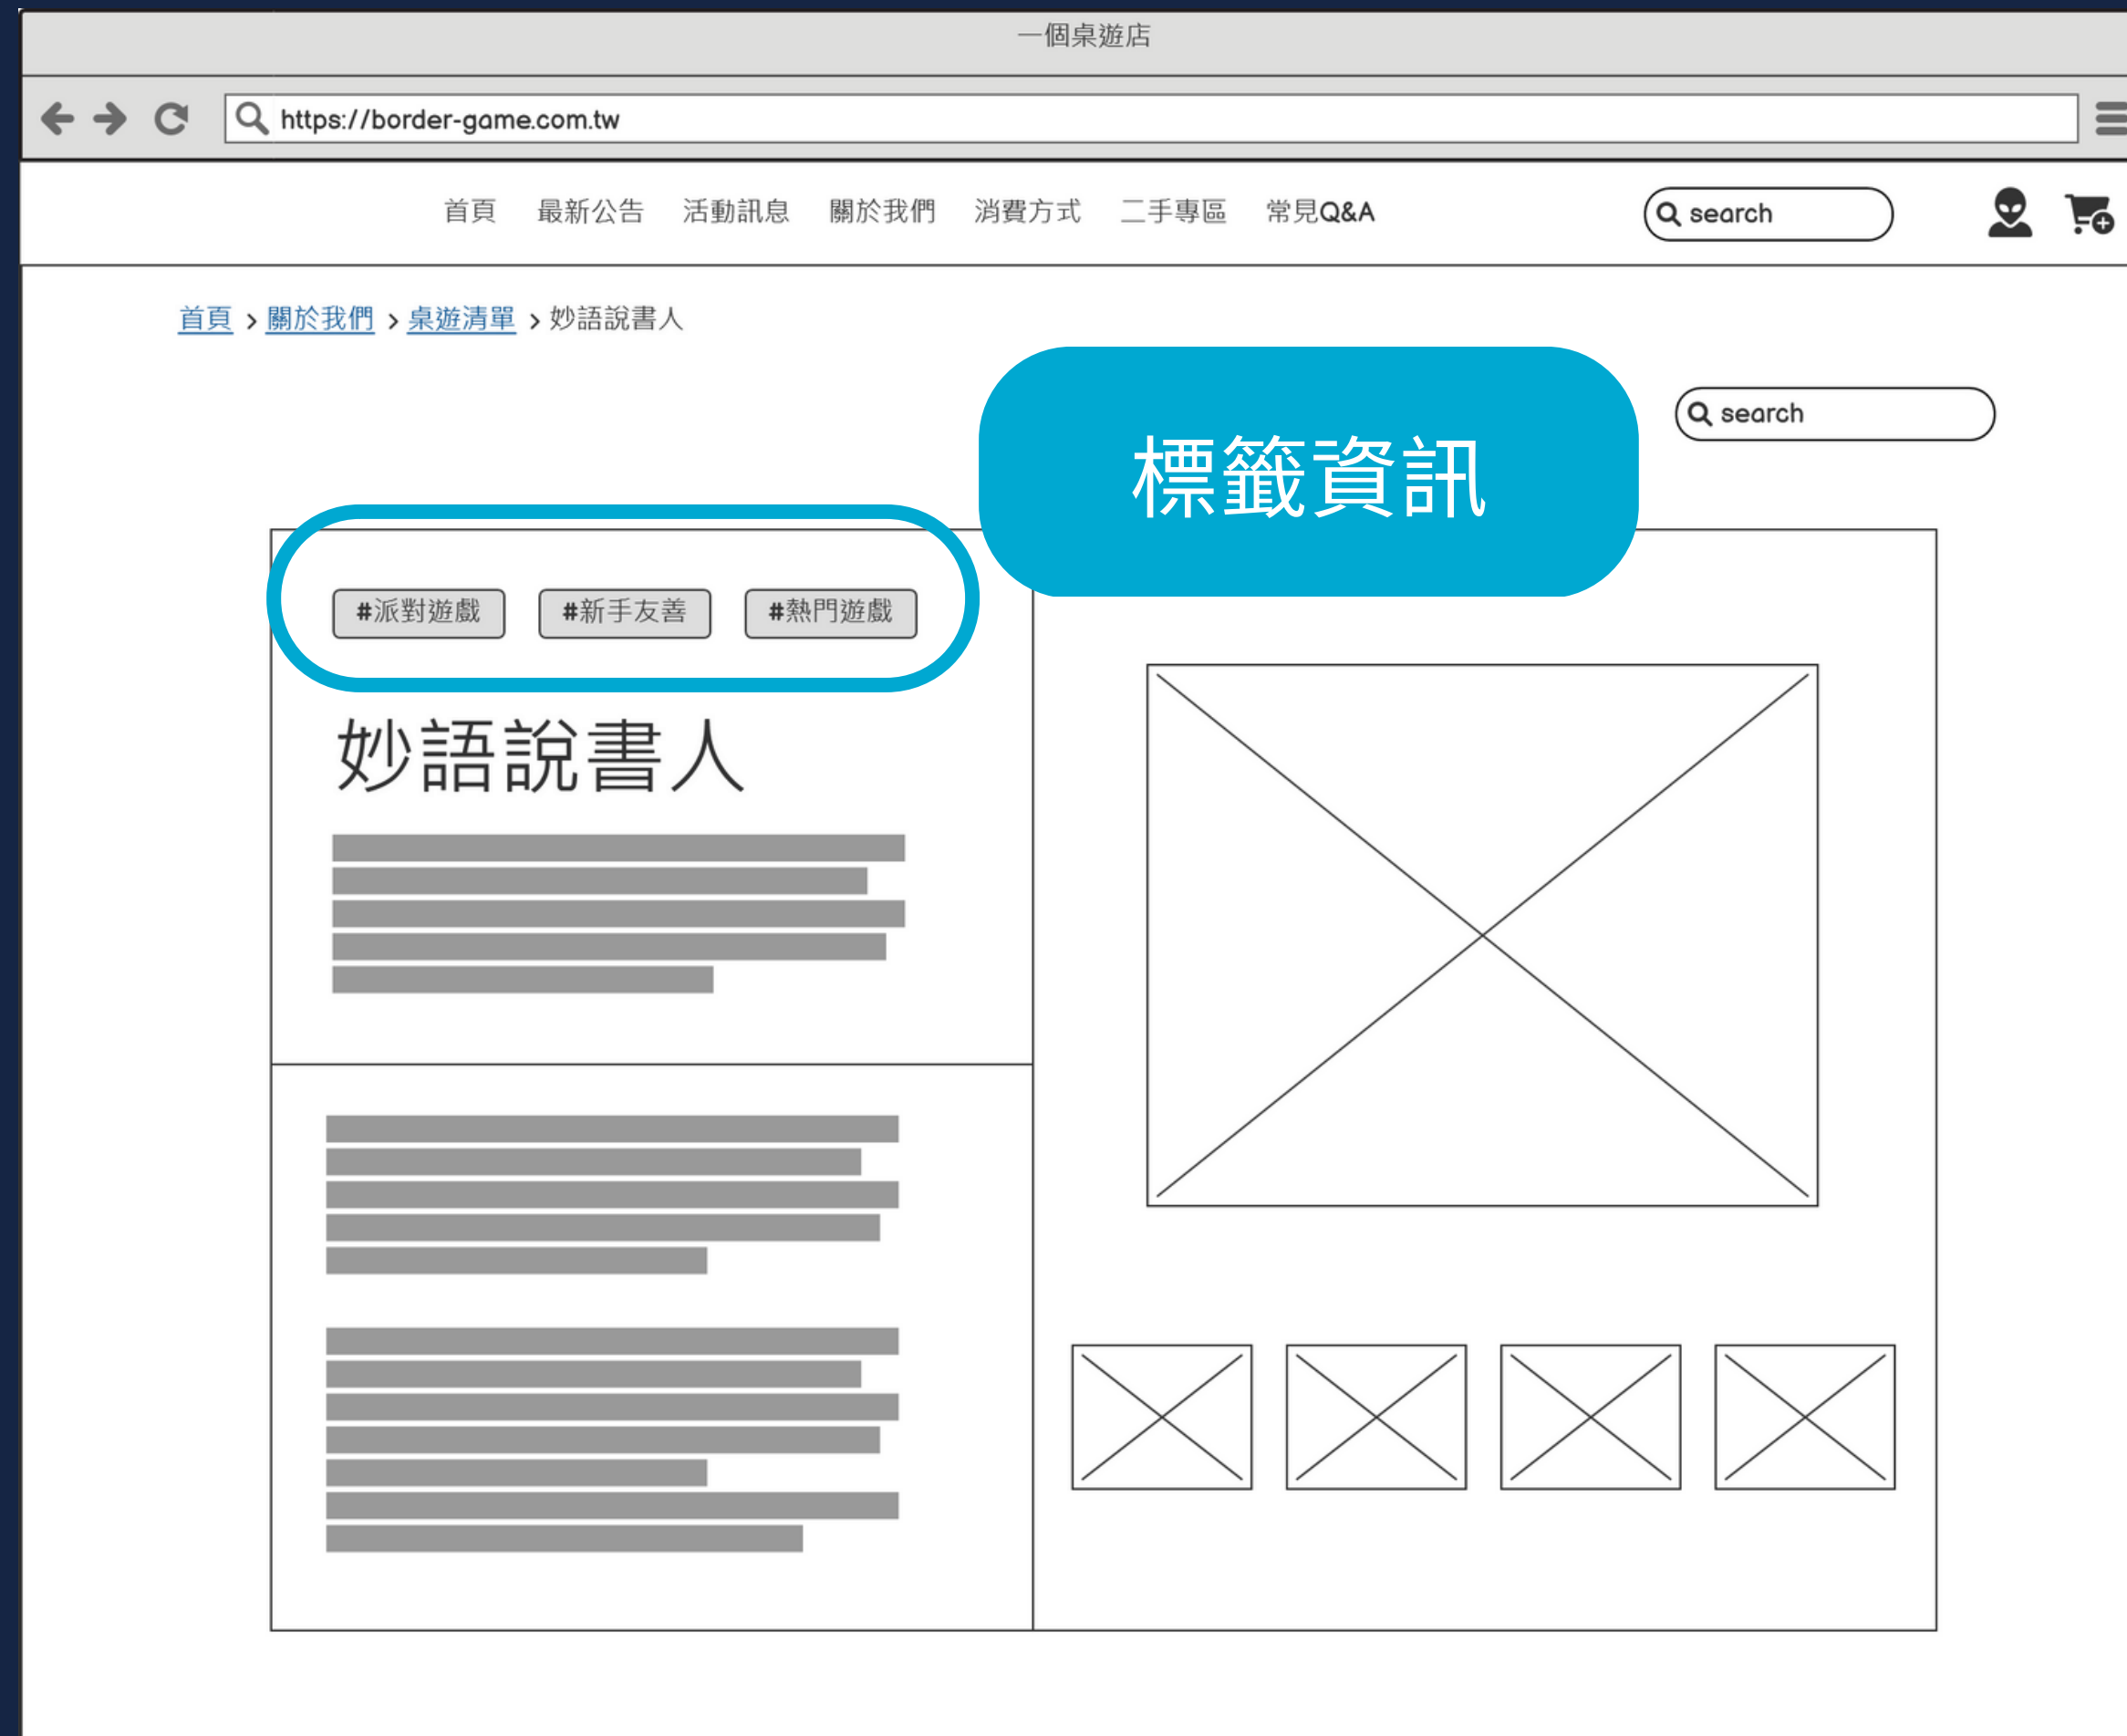 一個桌遊店
https://border-game.com.tw
首頁 最新公告 活動訊息 關於我們 消費方式 二手專區 常見Q&A search
首頁 > 關於我們 > 桌遊清單 > 妙語說書人
search
標籤資訊
#派對遊戲 #新手友善 #熱門遊戲
妙語說書人